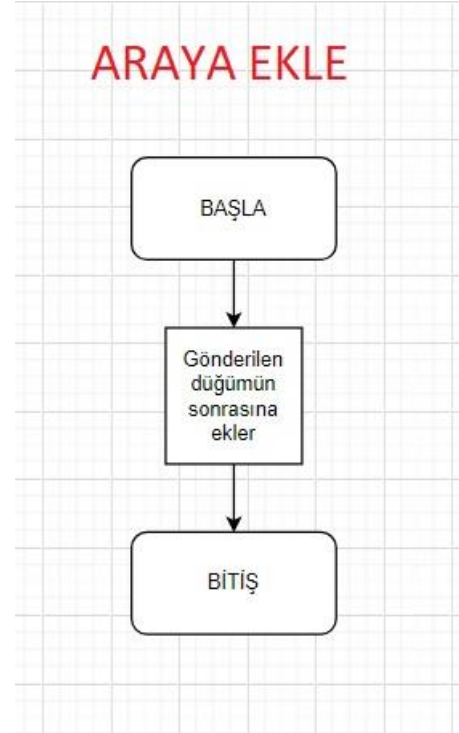 ARAYA EKLE
BAŞLA
Gönderilen
düğümün
sonrasına
ekler
BİTİŞ